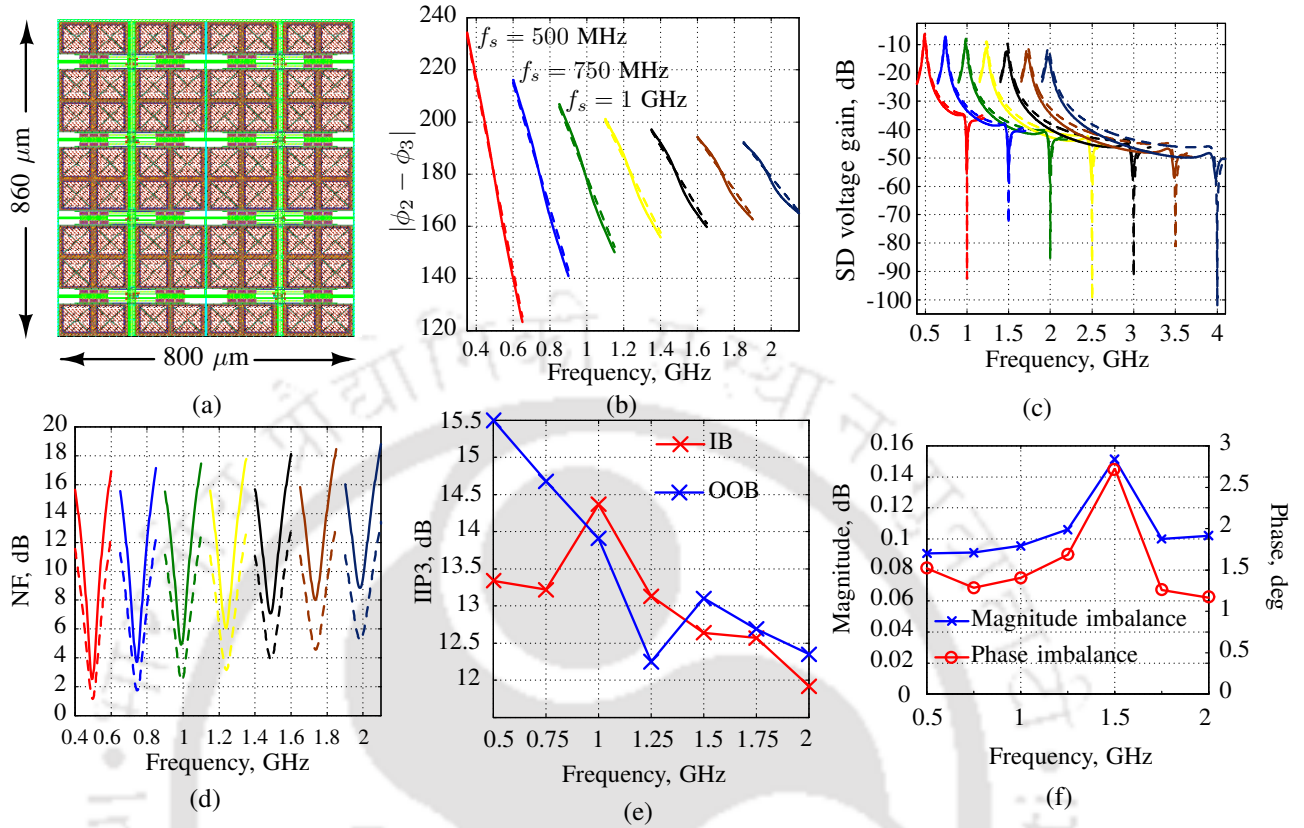 860 μm
800 μm
(a)
240
220
200
180
160
140
120
|ϕ2 − ϕ3|
fs = 500 MHz
fs = 750 MHz
fs = 1 GHz
0.4 0.6 0.8 1 1.2 1.4 1.6 1.8 2
Frequency, GHz
(b)
-10
-20
-30
-40
-50
-60
-70
-80
-90
-100
SD voltage gain, dB
0.5 1 1.5 2 2.5 3 3.5 4
Frequency, GHz
(c)
20
18
16
14
12
10
8
6
4
2
0
NF, dB
0.4 0.6 0.8 1 1.2 1.4 1.6 1.8 2
Frequency, GHz
(d)
15.5
15
14.5
14
13.5
13
12.5
12
IIP3, dB
IB
OOB
0.5 0.75 1 1.25 1.5 1.75 2
Frequency, GHz
(e)
0.16
0.14
0.12
0.1
0.08
0.06
0.04
0.02
0
Magnitude, dB
3
2.5
2
1.5
1
0.5
0
Phase, deg
Magnitude imbalance
Phase imbalance
0.5 1 1.5 2
Frequency, GHz
(f)